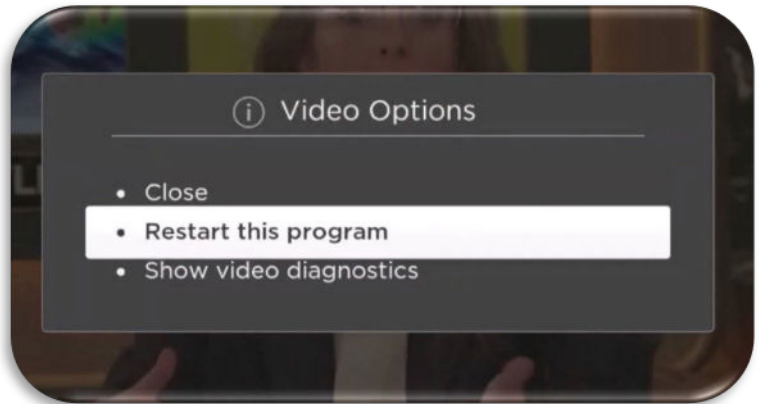 Video Options
• Close
• Restart this program
• Show video diagnostics